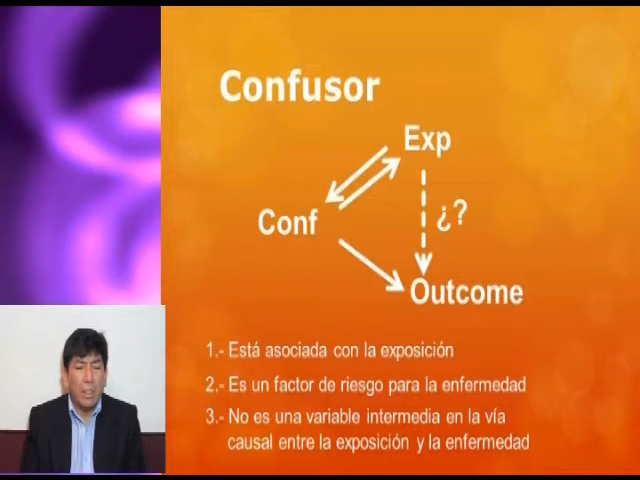 Confusor
Exp
Conf
¿?
Outcome
1.- Está asociada con la exposición
2.- Es un factor de riesgo para la enfermedad
3.- No es una variable intermedia en la vía
causal entre la exposición y la enfermedad